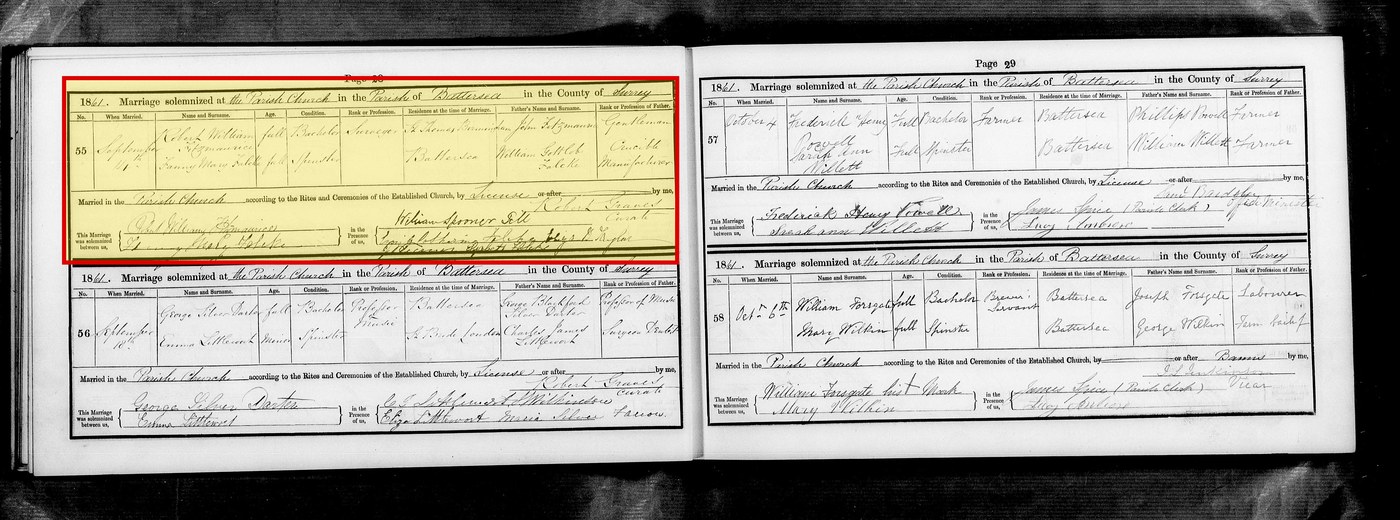 Page 28
1861. Marriage solemnized at the Parish Church in the Parish of Battersea in the County of Surrey
No. When Married. Name and Surname. Age. Condition. Rank or Profession. Residence at the time of Marriage. Father's Name and Surname. Rank or Profession of Father.
55 September Robert William Fitzmaurice full Bachelor Surveyor St Thomas Birmingham John Fitzmaurice Gentleman
Fanny Mary full Spinster Battersea William Gottlob Crucible Manufacturer
Married in the Parish Church according to the Rites and Ceremonies of the Established Church, by License or after by me,
Robert Graves
Curate
This Marriage was solemnized between us, Fitzmaurice Mary in the Presence of us, William Spooner
1861. Marriage solemnized at the Parish Church in the Parish of Battersea in the County of Surrey
No. When Married. Name and Surname. Age. Condition. Rank or Profession. Residence at the time of Marriage. Father's Name and Surname. Rank or Profession of Father.
56 September George Silver Darter full Bachelor Professor of Music Battersea George Blachford Silver Darter Professor of Music
Emma Littlewort Minor Spinster St Bride London Charles James Littlewort Surgeon Dentist
Married in the Parish Church according to the Rites and Ceremonies of the Established Church, by License or after by me,
Robert Graves
Curate
This Marriage was solemnized between us, George Silver Darter Emma Littlewort in the Presence of us, Eliza Littlewort Maria Silver
Page 29
1861. Marriage solemnized at the Parish Church in the Parish of Battersea in the County of Surrey
No. When Married. Name and Surname. Age. Condition. Rank or Profession. Residence at the time of Marriage. Father's Name and Surname. Rank or Profession of Father.
57 October 4 Frederick Henry Powell Full Bachelor Farmer Battersea Phillips Powell Farmer
Sarah Ann Willett Full Spinster Battersea William Willett Farmer
Married in the Parish Church according to the Rites and Ceremonies of the Established Church, by License or after by me,
This Marriage was solemnized between us, Frederick Henry Powell Sarah Ann Willett in the Presence of us, James Spice (Parish Clerk) Lucy Ambrose
1861. Marriage solemnized at the Parish Church in the Parish of Battersea in the County of Surrey
No. When Married. Name and Surname. Age. Condition. Rank or Profession. Residence at the time of Marriage. Father's Name and Surname. Rank or Profession of Father.
58 Oct 6th William Forsgate full Bachelor Brewer's Servant Battersea Joseph Forsgate Labourer
Mary Wilkin full Spinster Battersea George Wilkin Farm bailiff
Married in the Parish Church according to the Rites and Ceremonies of the Established Church, by or after Banns by me,
Vicar
This Marriage was solemnized between us, William Forsgate his X Mark Mary Wilkin in the Presence of us, James Spice (Parish Clerk) Lucy Ambrose